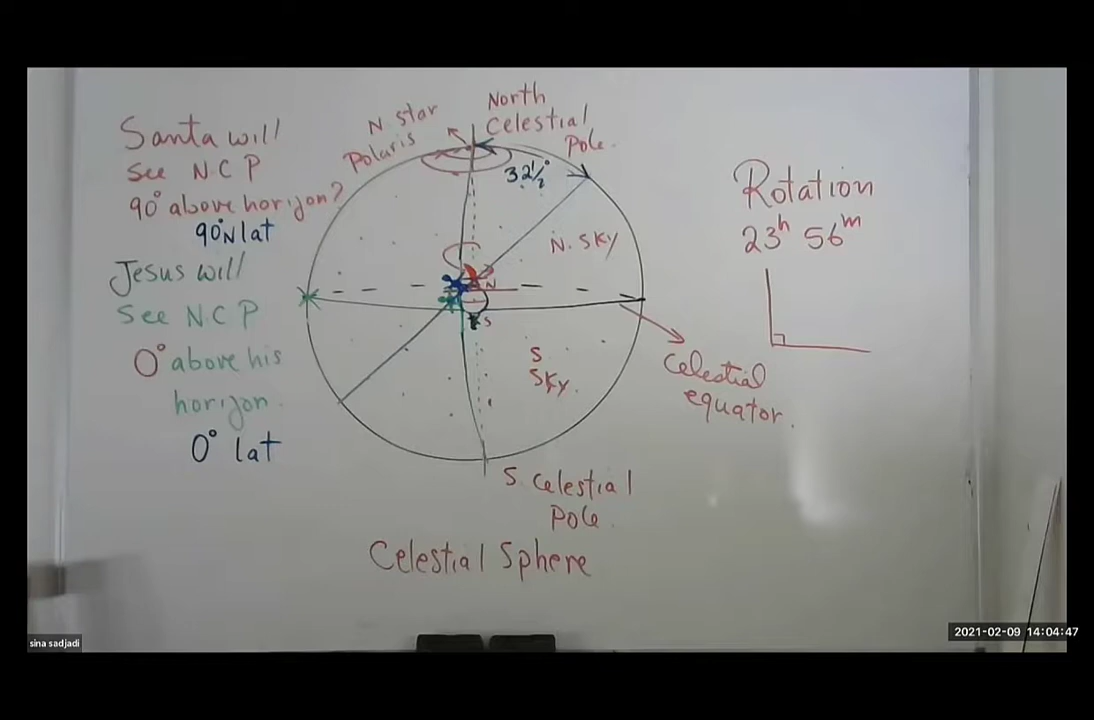 Santa will
See N C P
90° above horizon?
90° N lat
Jesus will
See N C P
0° above his
horizon.
0° lat
N. Star
Polaris
North
Celestial
Pole.
32½°
N. SKY
N
S
S
SKY.
Celestial
equator.
S. Celestial
Pole.
Celestial Sphere
Rotation
23h 56m
sina sadjadi
2021-02-09 14:04:47